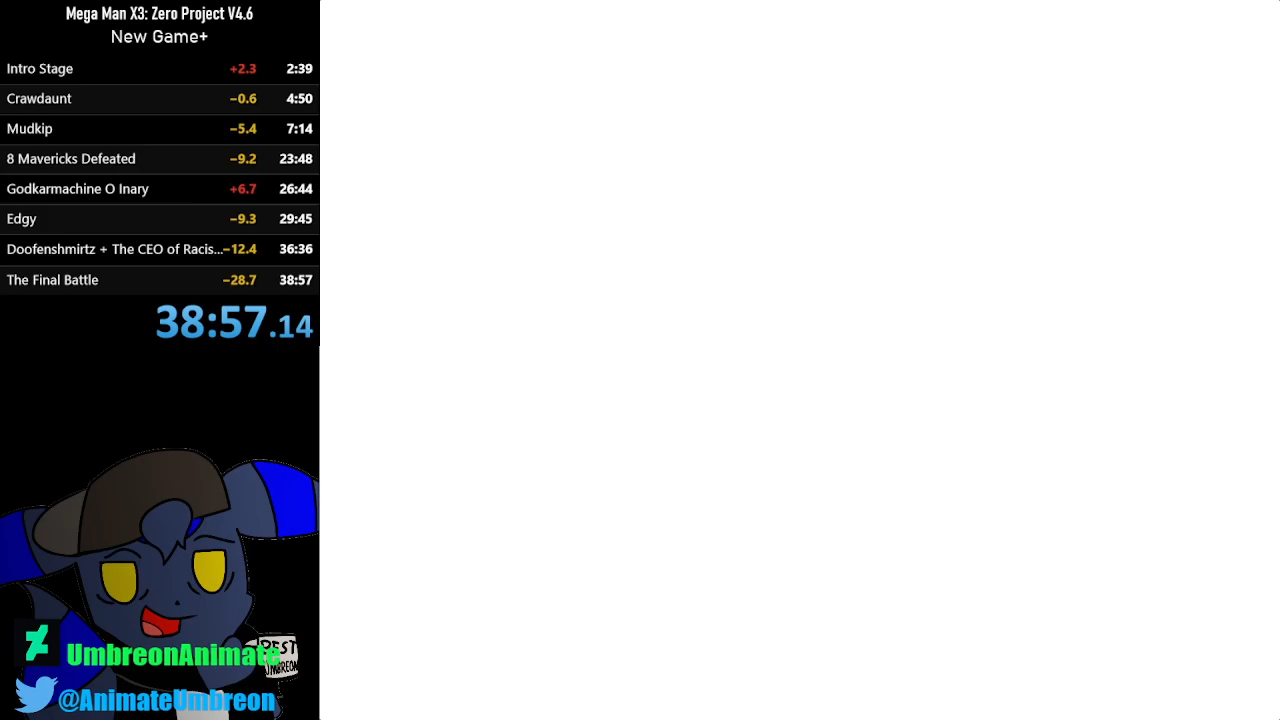 Mega Man X3: Zero Project V4.6
New Game+
Intro Stage +2.3 2:39
Crawdaunt −0.6 4:50
Mudkip −5.4 7:14
8 Mavericks Defeated −9.2 23:48
Godkarmachine O Inary +6.7 26:44
Edgy −9.3 29:45
Doofenshmirtz + The CEO of Racis... −12.4 36:36
The Final Battle −28.7 38:57
38:57.14
BEST
UMBREON
UmbreonAnimate
@AnimateUmbreon